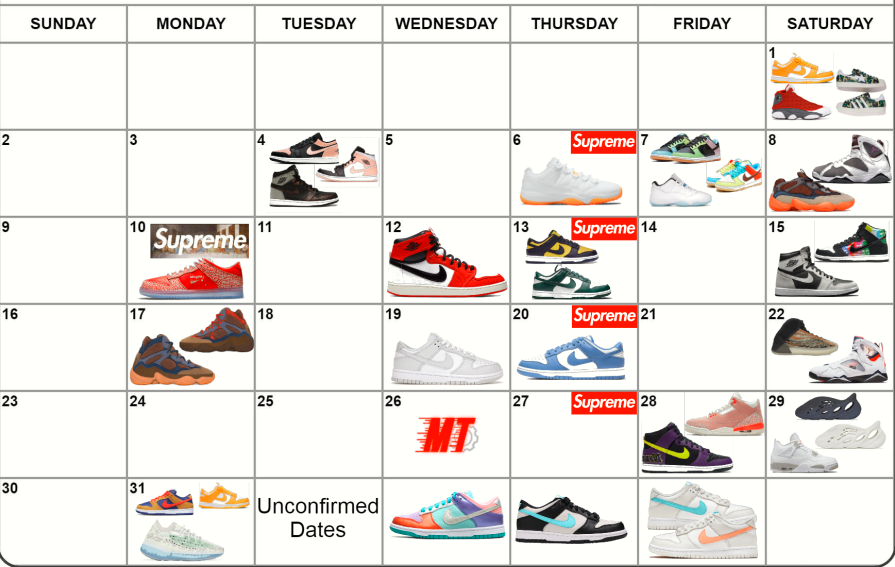 SUNDAY MONDAY TUESDAY WEDNESDAY THURSDAY FRIDAY SATURDAY
1
2 3 4 5 6 Supreme 7 8
9 10 Supreme 11 12 13 Supreme 14 15
16 17 18 19 20 Supreme 21 22
23 24 25 26 MT 27 Supreme 28 29
30 31 Unconfirmed
Dates